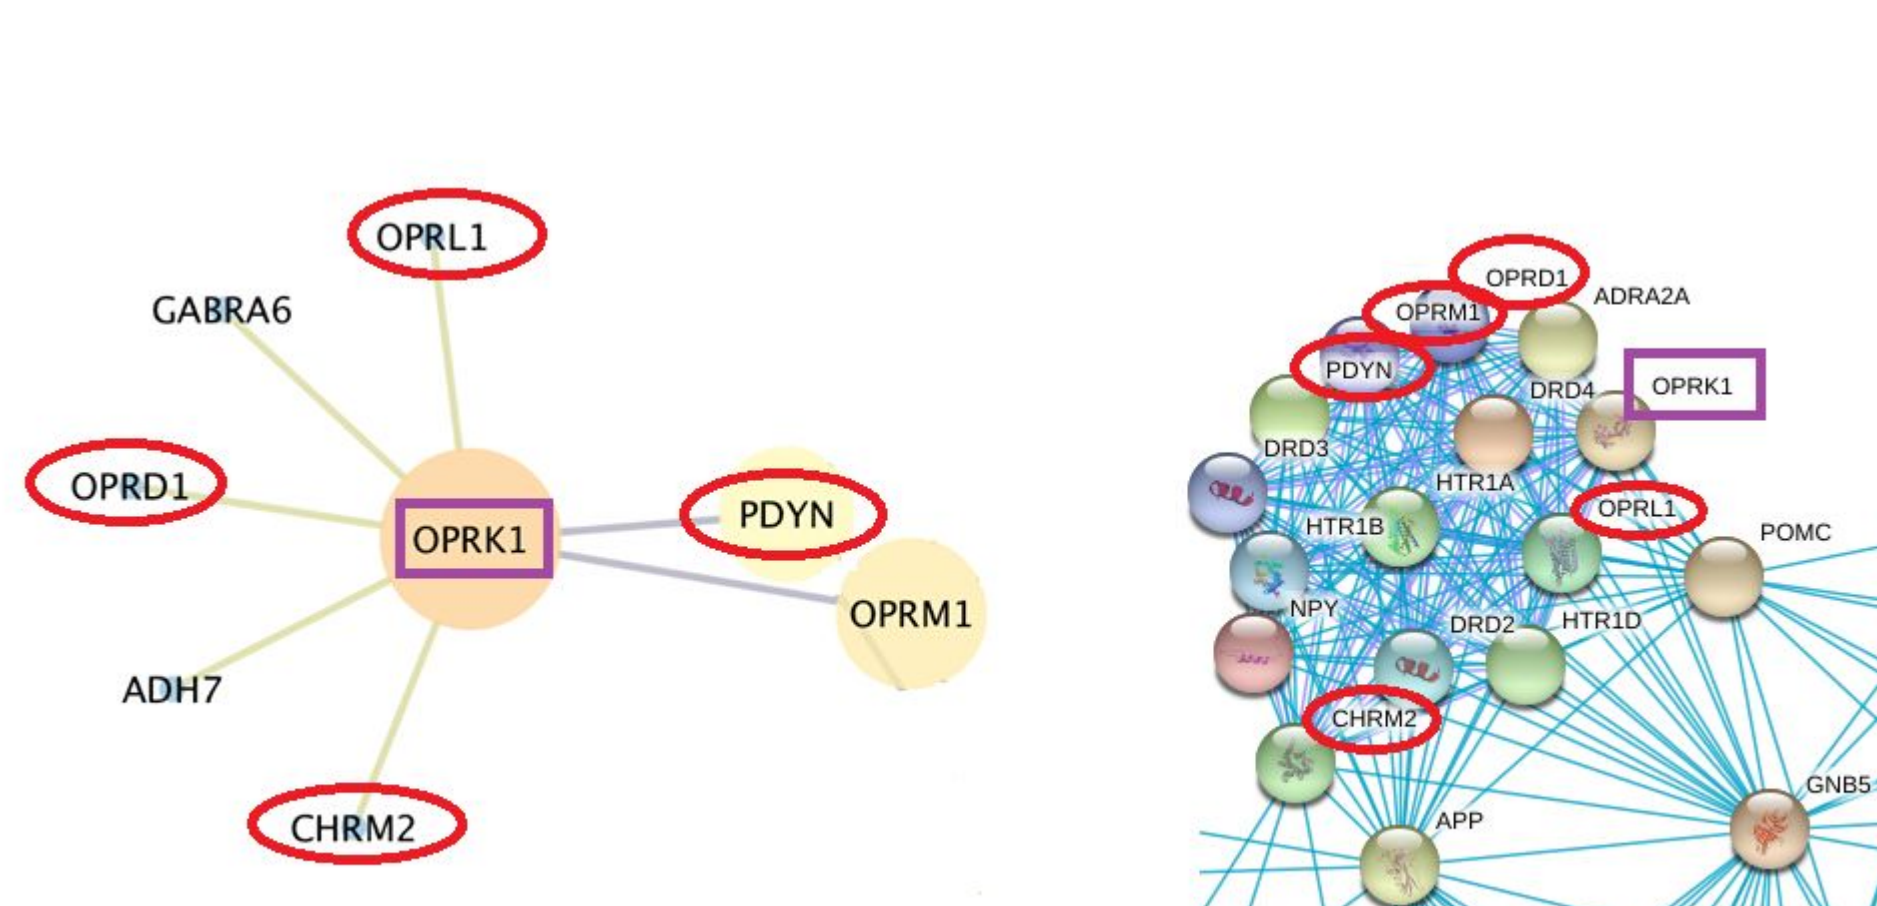 OPRL1
GABRA6
OPRD1
OPRK1
PDYN
OPRM1
ADH7
CHRM2
OPRD1
ADRA2A
OPRM1
PDYN
DRD4
OPRK1
DRD3
HTR1A
OPRL1
HTR1B
POMC
NPY
DRD2
HTR1D
CHRM2
GNB5
APP